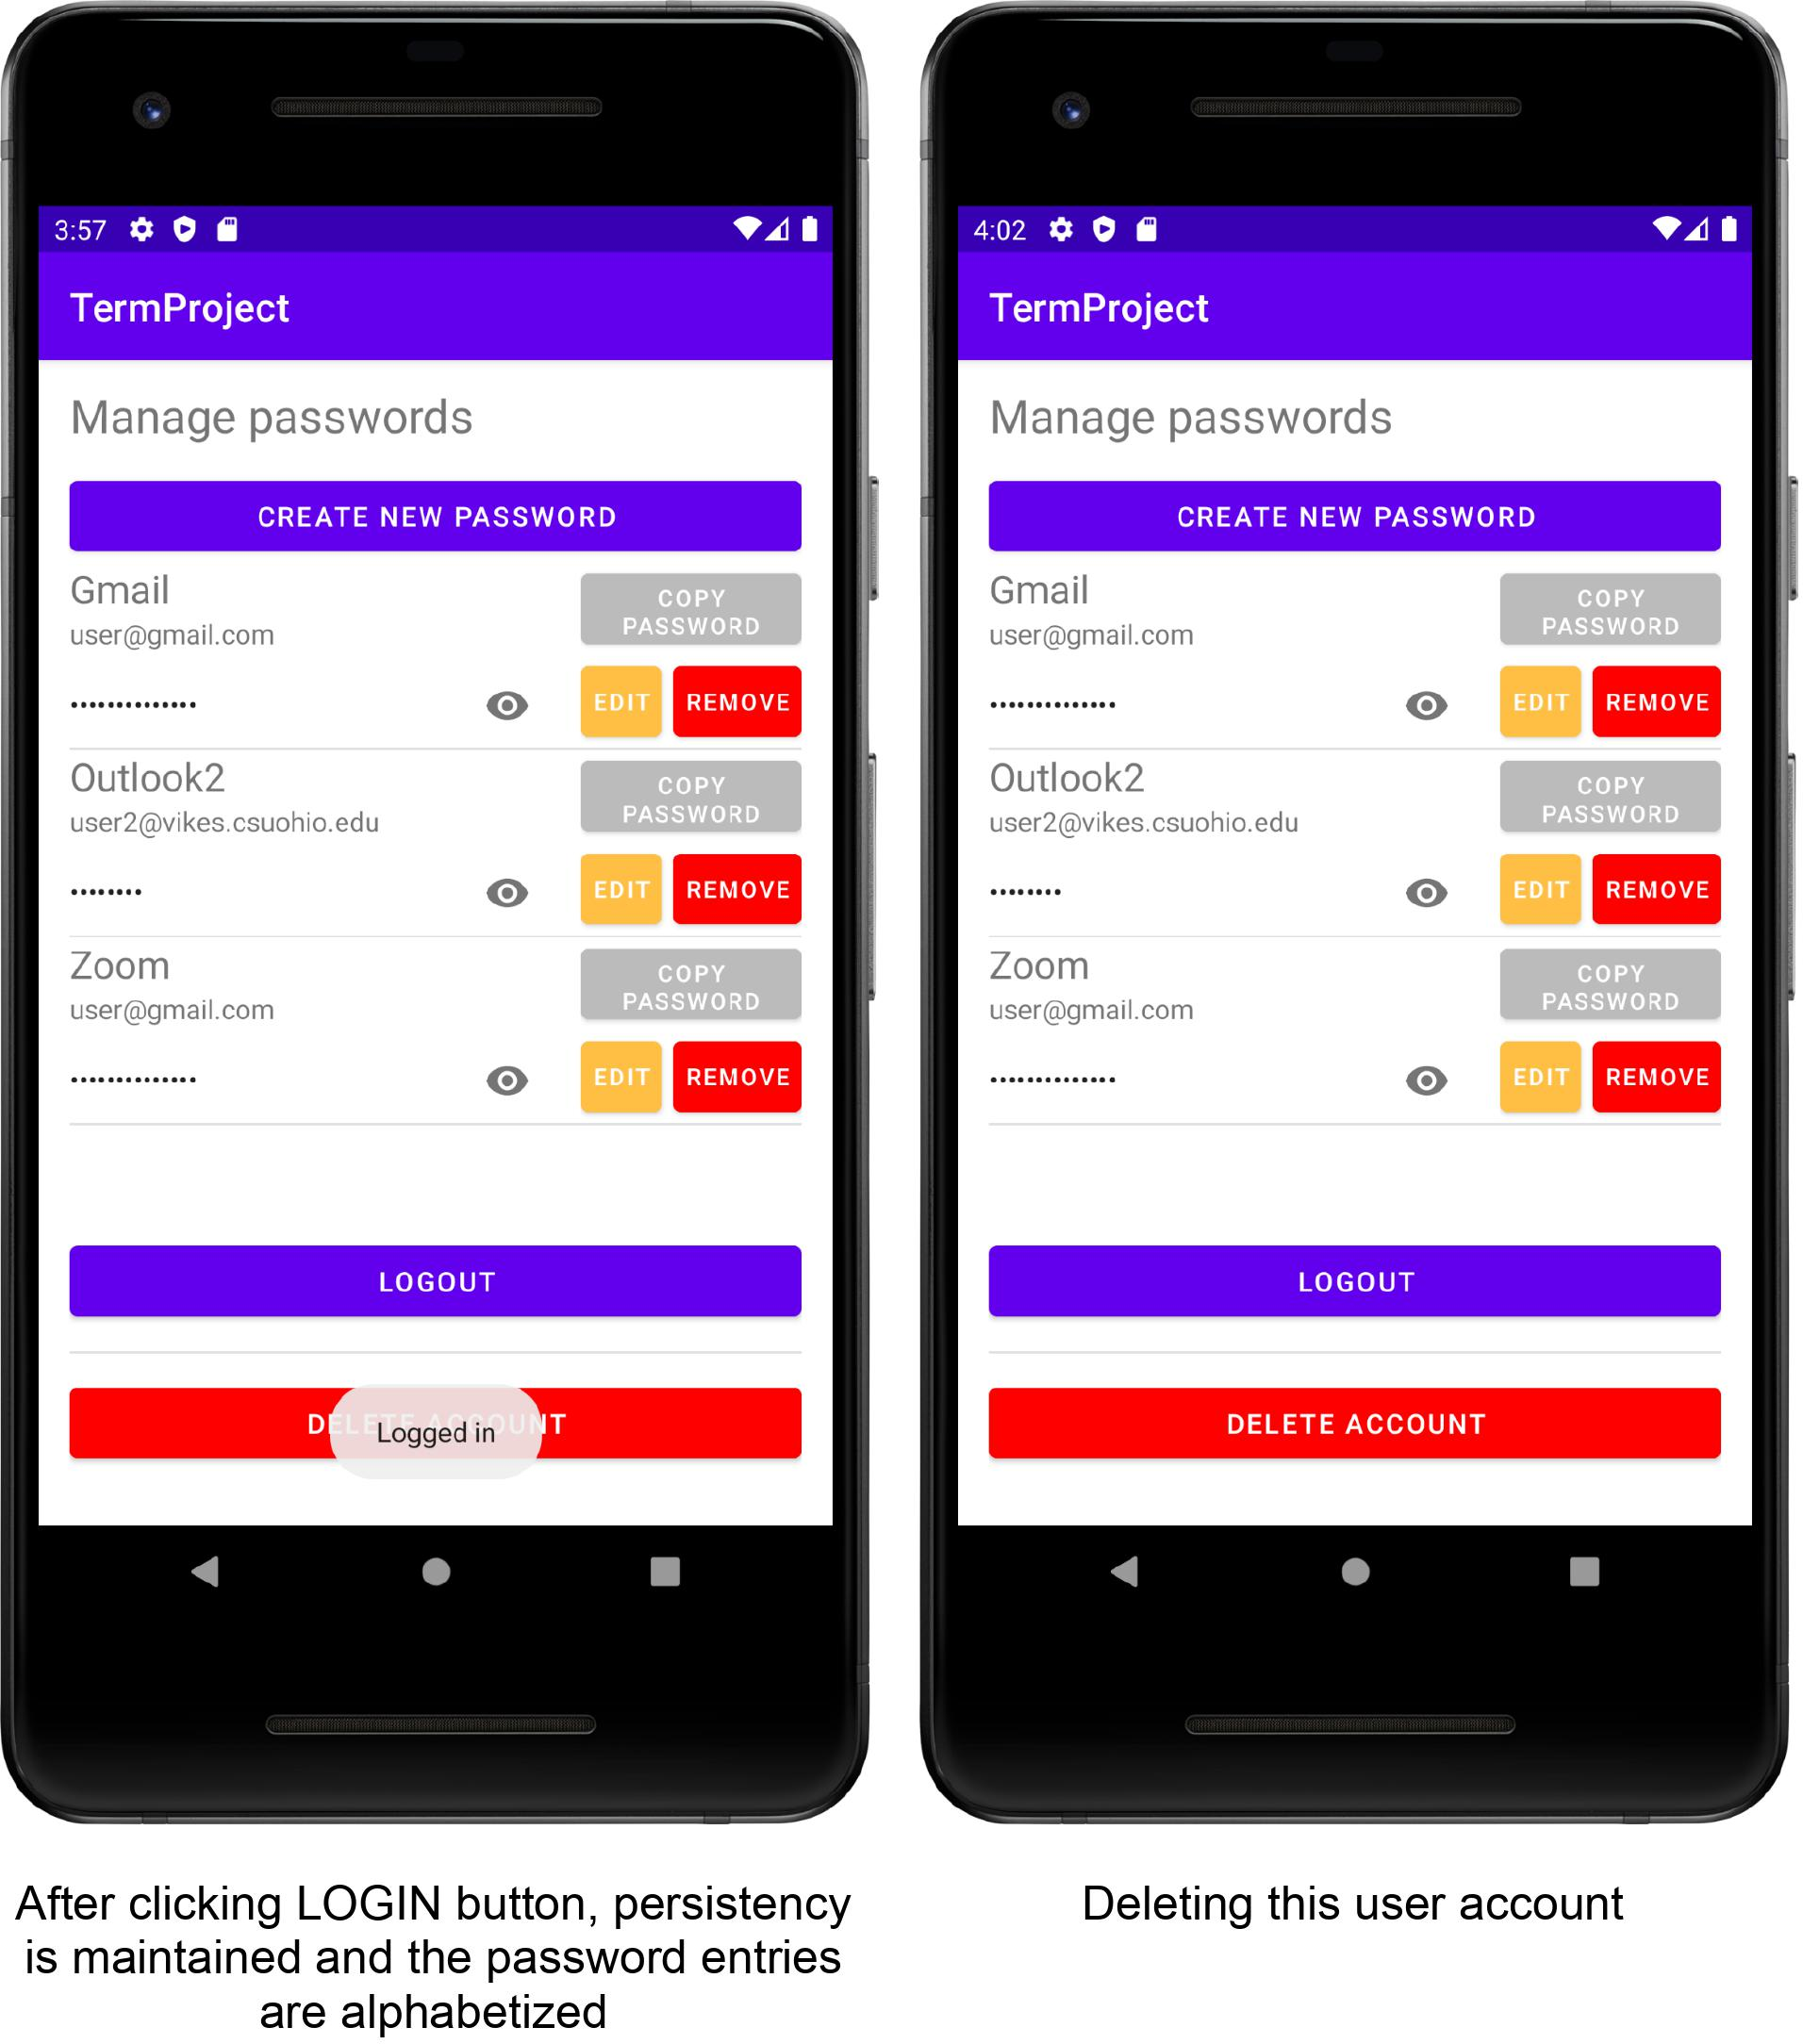 3:57
TermProject
Manage passwords
CREATE NEW PASSWORD
Gmail
user@gmail.com
COPY
PASSWORD
••••••••••••••
EDIT
REMOVE
Outlook2
user2@vikes.csuohio.edu
COPY
PASSWORD
••••••••
EDIT
REMOVE
Zoom
user@gmail.com
COPY
PASSWORD
••••••••••••••
EDIT
REMOVE
LOGOUT
DELETE ACCOUNT
Logged in
After clicking LOGIN button, persistency
is maintained and the password entries
are alphabetized
4:02
TermProject
Manage passwords
CREATE NEW PASSWORD
Gmail
user@gmail.com
COPY
PASSWORD
••••••••••••••
EDIT
REMOVE
Outlook2
user2@vikes.csuohio.edu
COPY
PASSWORD
••••••••
EDIT
REMOVE
Zoom
user@gmail.com
COPY
PASSWORD
••••••••••••••
EDIT
REMOVE
LOGOUT
DELETE ACCOUNT
Deleting this user account